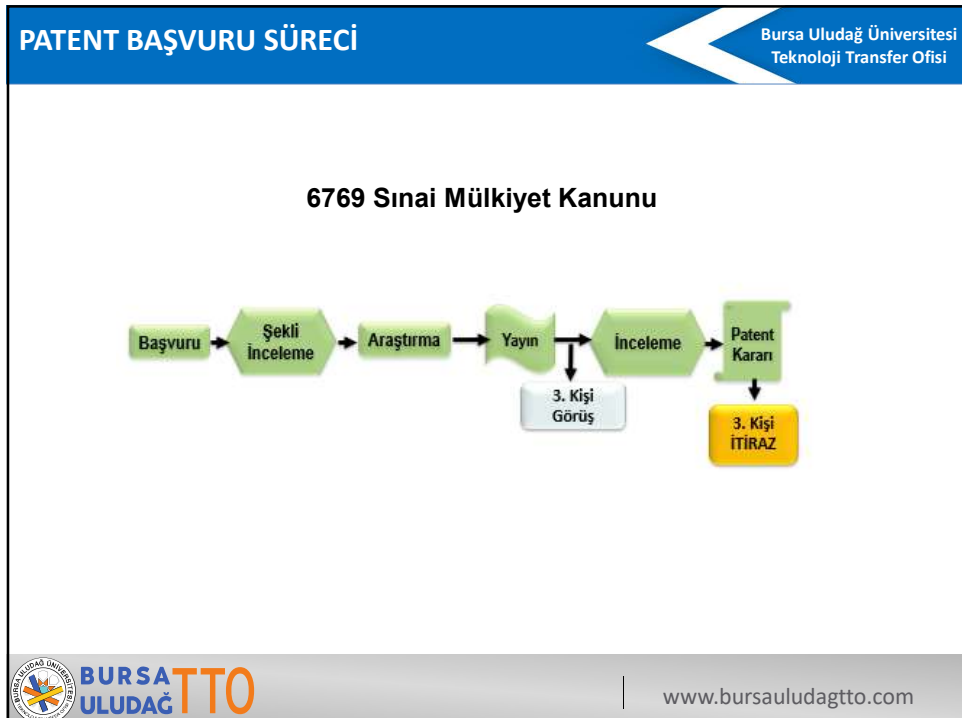 PATENT BAŞVURU SÜRECİ
Bursa Uludağ Üniversitesi
Teknoloji Transfer Ofisi
6769 Sınai Mülkiyet Kanunu
Başvuru
Şekli
İnceleme
Araştırma
Yayın
İnceleme
Patent
Kararı
3. Kişi
Görüş
3. Kişi
İTİRAZ
BURSA
ULUDAĞ
TTO
www.bursauludagtto.com